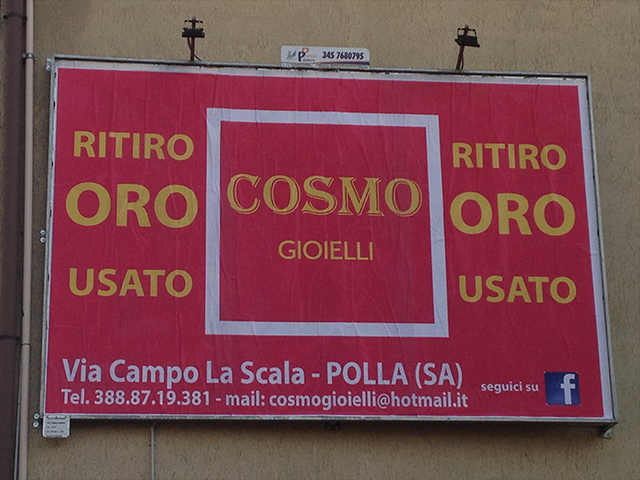 345 7680795
RITIRO
ORO
USATO
COSMO
GIOIELLI
RITIRO
ORO
USATO
Via Campo La Scala - POLLA (SA)
Tel. 388.87.19.381 - mail: cosmogioielli@hotmail.it
seguici su f